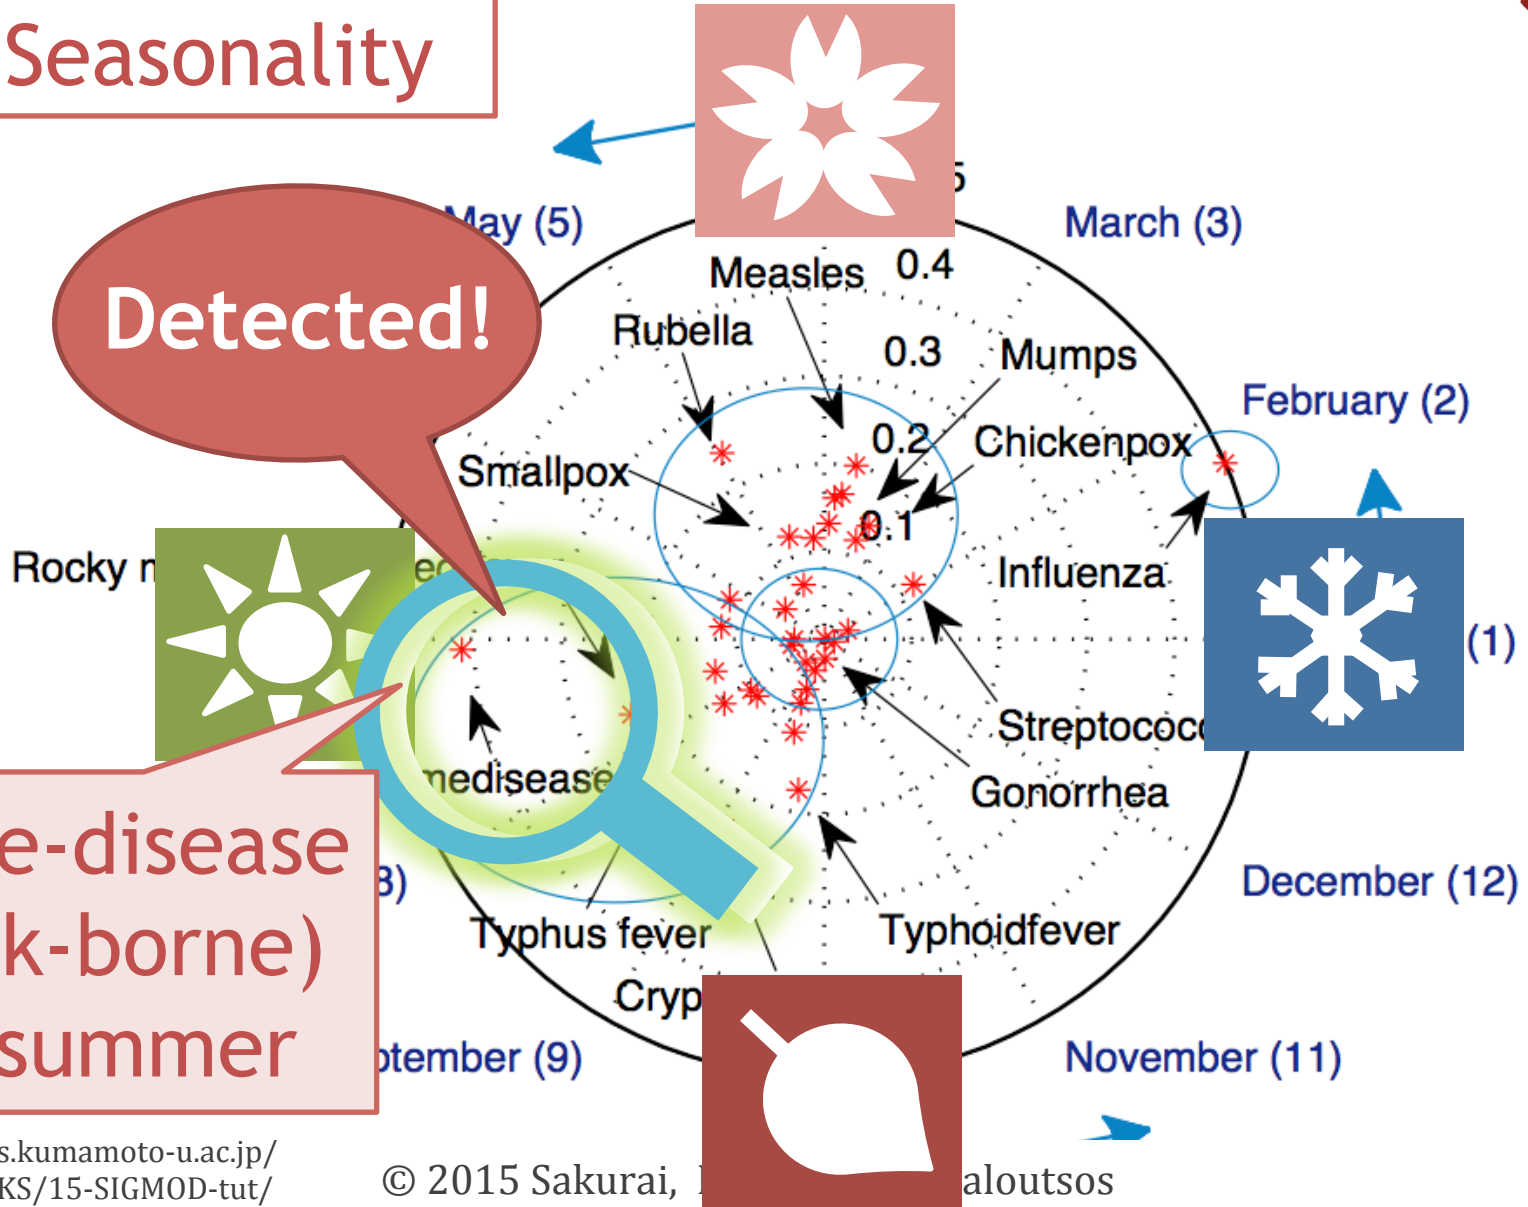 Seasonality
5
May (5)
March (3)
Detected!
Measles
0.4
Rubella
0.3
Mumps
February (2)
0.2
Chickenpox
Smallpox
0.1
Rocky
Influenza
(1)
Streptococc
medisease
Gonorrhea
e-disease
December (12)
k-borne)
Typhus fever
Typhoidfever
summer
Cryp
ptember (9)
November (11)
s.kumamoto-u.ac.jp/
KS/15-SIGMOD-tut/
© 2015 Sakurai,
aloutsos